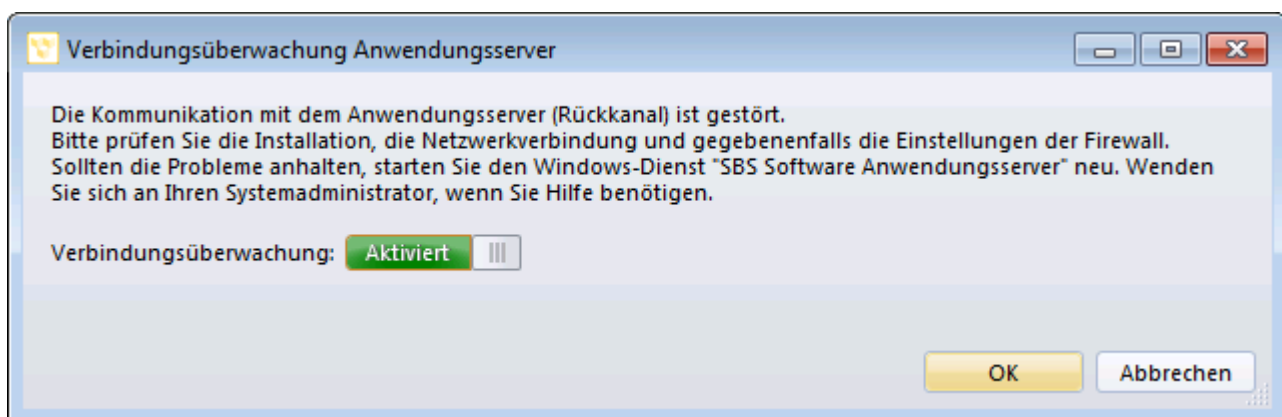 Verbindungsüberwachung Anwendungsserver
Die Kommunikation mit dem Anwendungsserver (Rückkanal) ist gestört.
Bitte prüfen Sie die Installation, die Netzwerkverbindung und gegebenenfalls die Einstellungen der Firewall.
Sollten die Probleme anhalten, starten Sie den Windows-Dienst "SBS Software Anwendungsserver" neu. Wenden
Sie sich an Ihren Systemadministrator, wenn Sie Hilfe benötigen.
Verbindungsüberwachung: Aktiviert
OK Abbrechen